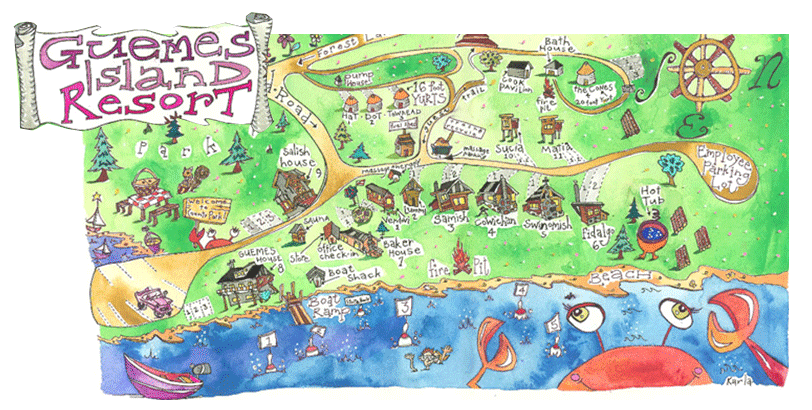 Guemes
Island
Resort
Forest
Road
Park
Salish
house
9
pump
House
16 foot
YURTS
Hat
Dot
trail
Bath
House
COOK
PaviLion
fire
Pit
the Cones
20 foot Yurt
N
E
S
Sucia
10
Matia
11
Employee
Parking
Lot
Welcome
to
County Park!
SAUNA
office
check-in
Store
GUEMES
HOUSE
8
Boat
Shack
BAKER
HOUSE
7
Vendovi
1
2
Samish
3
Cowichan
4
Swinomish
5
Fidalgo
6
Hot
Tub
fire Pit
BEACH
Boat
Ramp
1
3
4
5
Karla